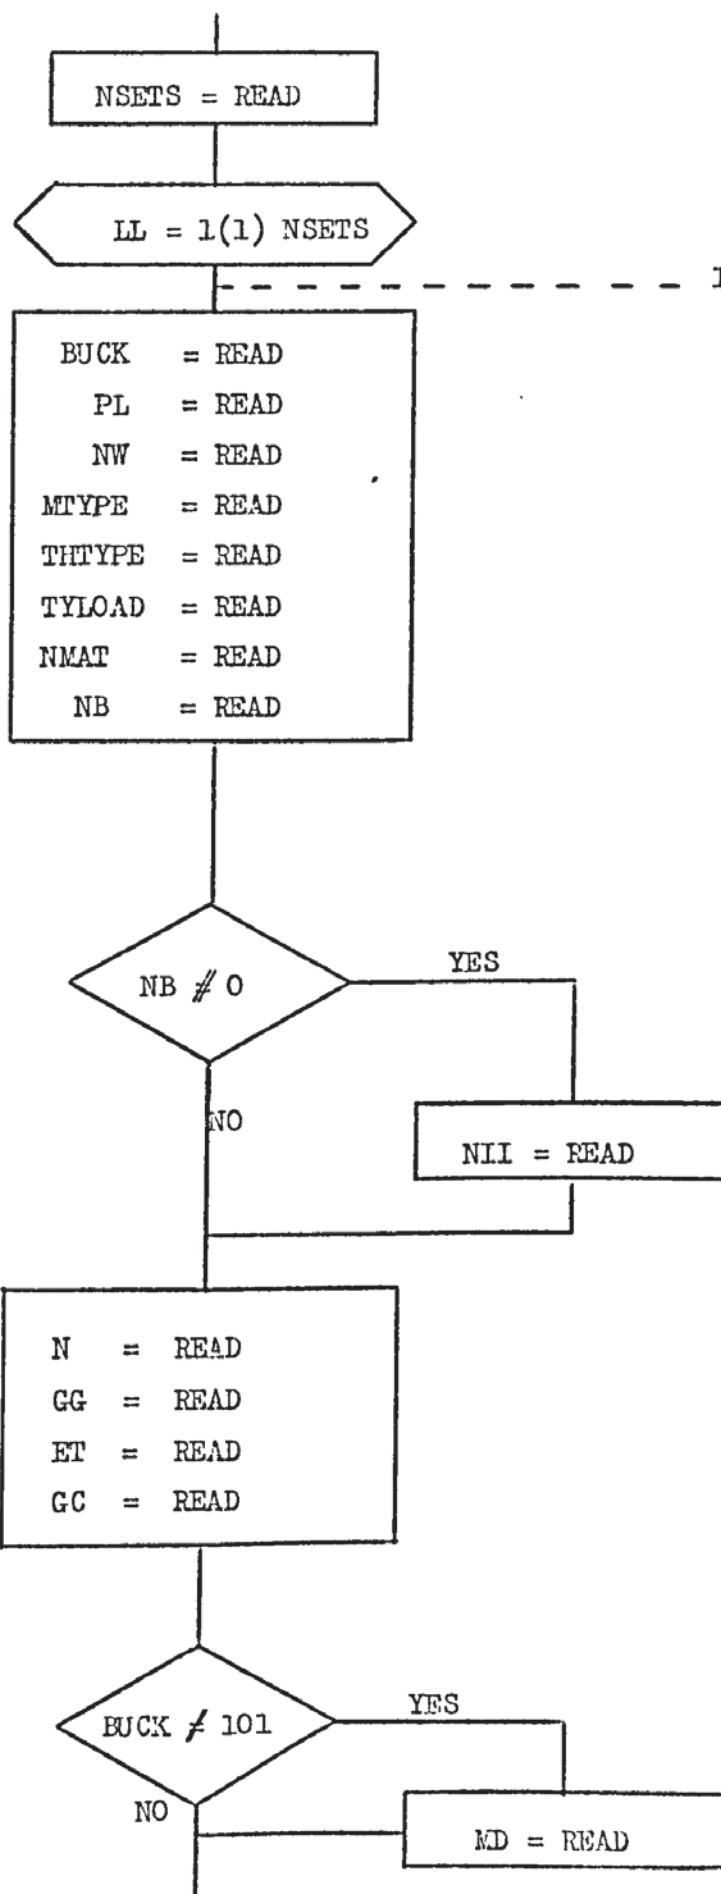 NSETS = READ
LL = 1(1) NSETS
1
BUCK = READ
PL = READ
NW = READ
MTYPE = READ
THTYPE = READ
TYLOAD = READ
NMAT = READ
NB = READ
NB ≠ 0
YES
NO
NII = READ
N = READ
GG = READ
ET = READ
GC = READ
BUCK ≠ 101
YES
NO
MD = READ